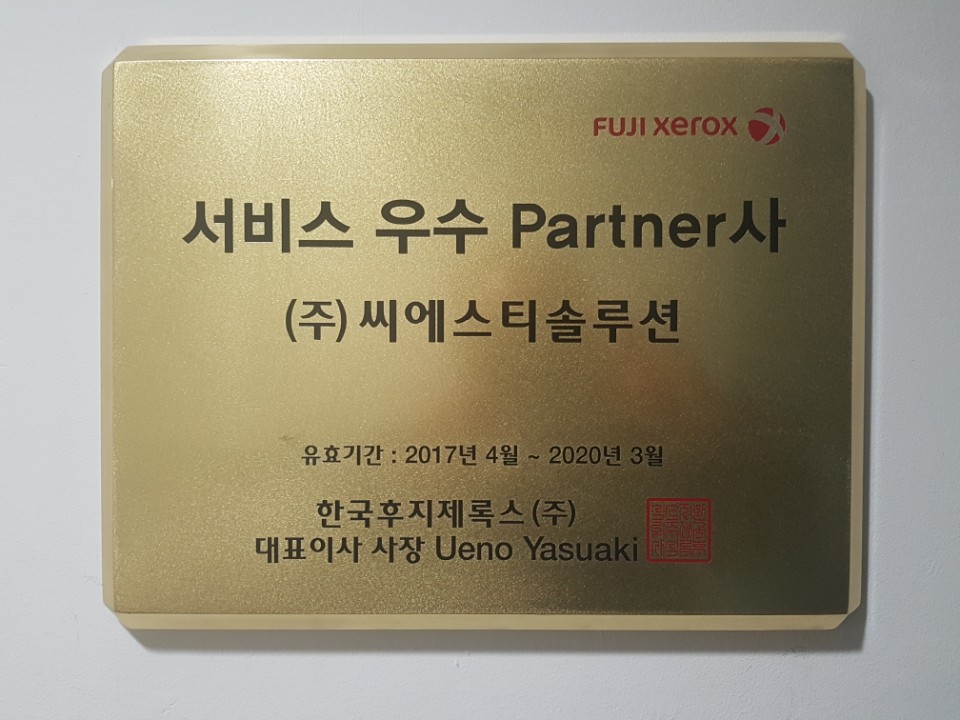 FUJI xerox
서비스 우수 Partner사
(주) 씨에스티솔루션
유효기간 : 2017년 4월 ~ 2020년 3월
한국후지제록스 (주)
대표이사 사장 Ueno Yasuaki